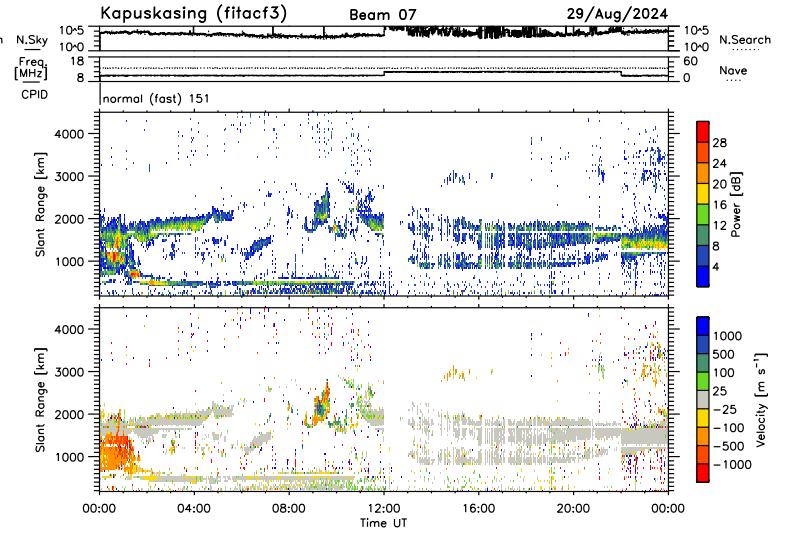 Kapuskasing (fitacf3) Beam 07 29/Aug/2024
N.Sky 10^5 10^0 10^5 10^0 N.Search
Freq. [MHz] 18 8 60 0 Nave
CPID normal (fast) 151
Slant Range [km] 4000 3000 2000 1000
28 24 20 16 12 8 4 Power [dB]
Slant Range [km] 4000 3000 2000 1000
1000 500 100 25 −25 −100 −500 −1000 Velocity [m s⁻¹]
00:00 04:00 08:00 12:00 16:00 20:00 00:00
Time UT